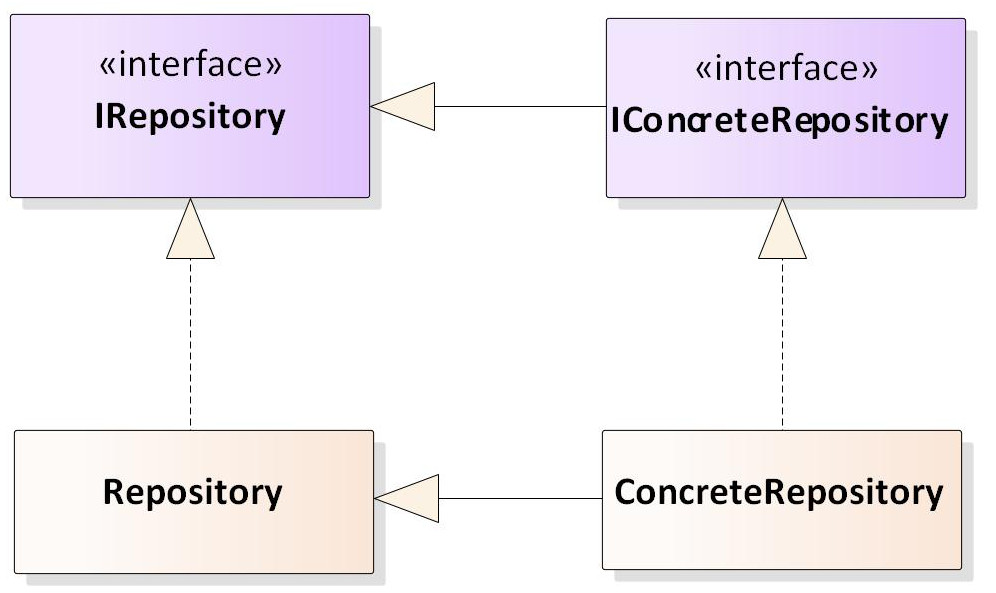 «interface»
IRepository
«interface»
IConcreteRepository
Repository
ConcreteRepository